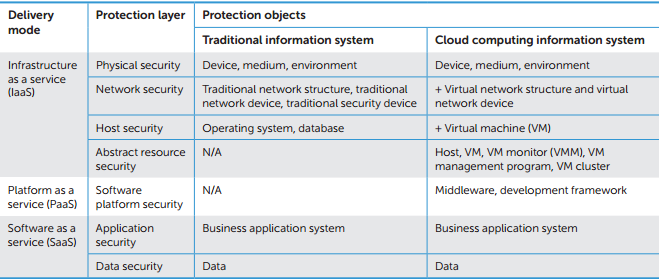 Delivery mode | Protection layer | Protection objects
Traditional information system | Cloud computing information system
Infrastructure as a service (IaaS) | Physical security | Device, medium, environment | Device, medium, environment
Network security | Traditional network structure, traditional network device, traditional security device | + Virtual network structure and virtual network device
Host security | Operating system, database | + Virtual machine (VM)
Abstract resource security | N/A | Host, VM, VM monitor (VMM), VM management program, VM cluster
Platform as a service (PaaS) | Software platform security | N/A | Middleware, development framework
Software as a service (SaaS) | Application security | Business application system | Business application system
Data security | Data | Data